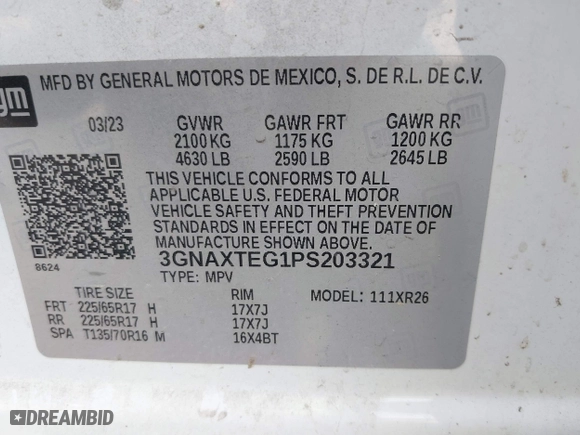 gm
MFD BY GENERAL MOTORS DE MEXICO, S. DE R.L. DE C.V.
03/23 GVWR GAWR FRT GAWR RR
2100 KG 1175 KG 1200 KG
4630 LB 2590 LB 2645 LB
THIS VEHICLE CONFORMS TO ALL
APPLICABLE U.S. FEDERAL MOTOR
VEHICLE SAFETY AND THEFT PREVENTION
STANDARDS IN EFFECT ON THE DATE OF
MANUFACTURE SHOWN ABOVE.
8624
3GNAXTEG1PS203321
TYPE: MPV
TIRE SIZE RIM MODEL: 111XR26
FRT 225/65R17 H 17X7J
RR 225/65R17 H 17X7J
SPA T135/70R16 M 16X4BT
DREAMBID